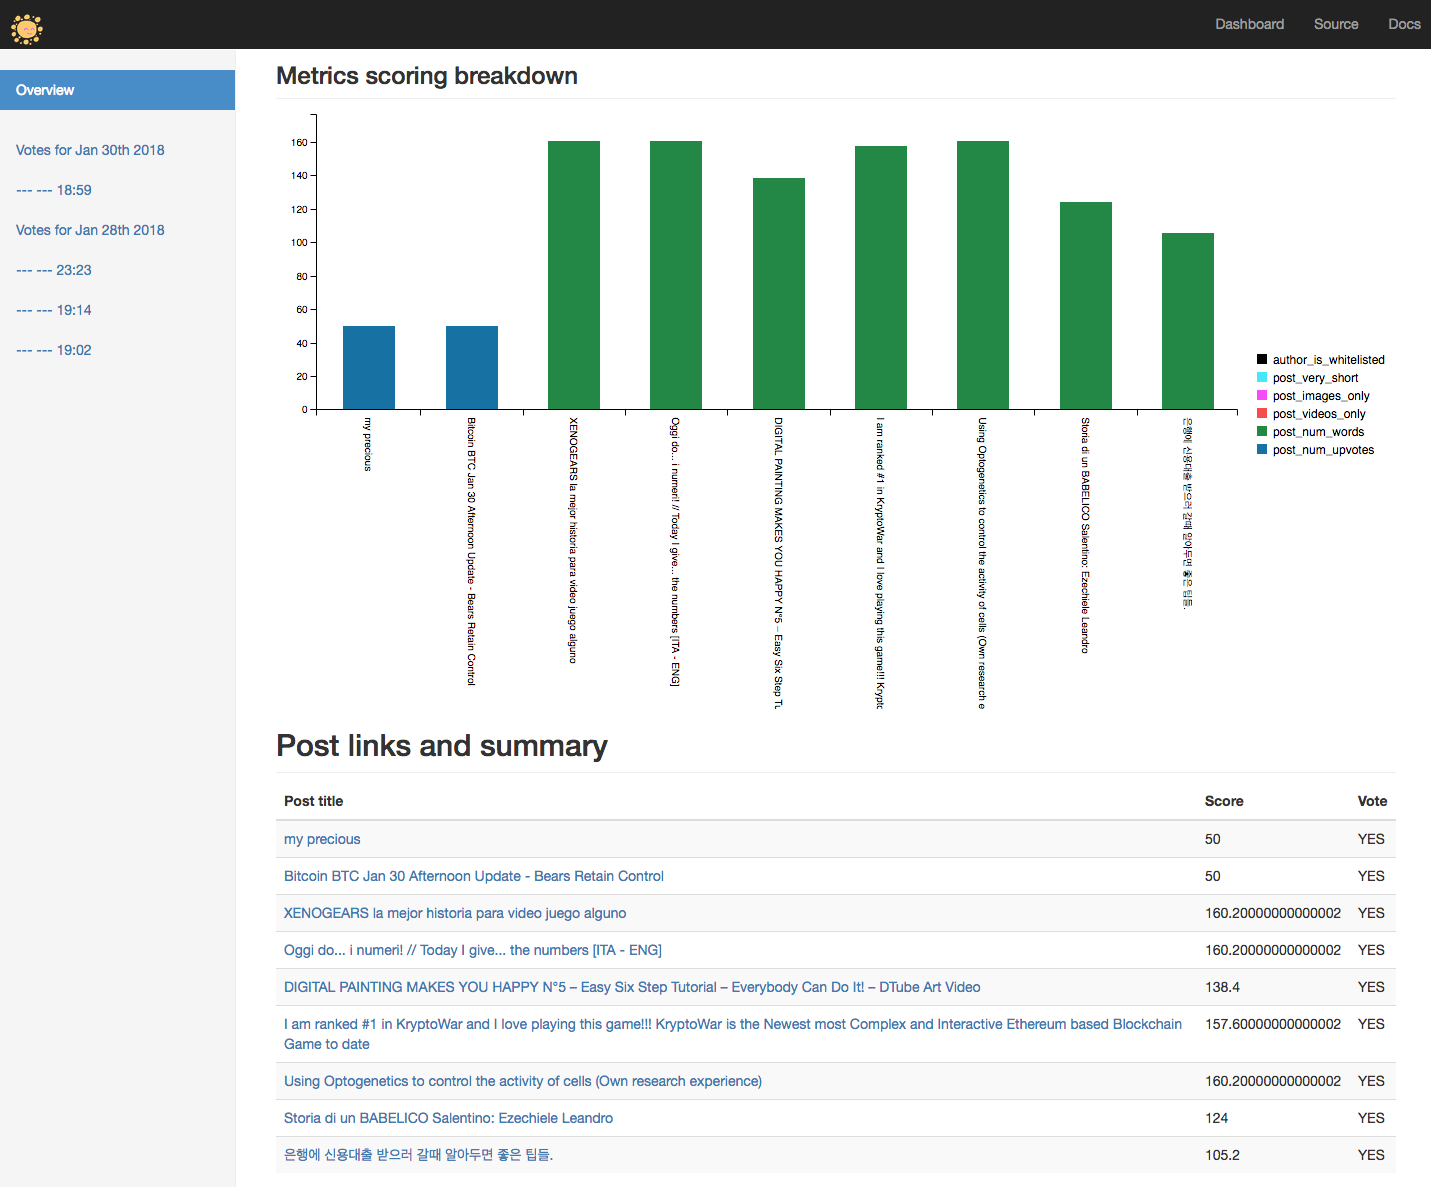 Dashboard Source Docs
Overview
Votes for Jan 30th 2018
--- --- 18:59
Votes for Jan 28th 2018
--- --- 23:23
--- --- 19:14
--- --- 19:02
Metrics scoring breakdown
160
140
120
100
80
60
40
20
0
my precious
Bitcoin BTC Jan 30 Afternoon Update - Bears Retain Control
XENOGEARS la mejor historia para video juego alguno
Oggi do... i numeri! // Today I give... the numbers [ITA - ENG]
DIGITAL PAINTING MAKES YOU HAPPY N°5 – Easy Six Step Tu
I am ranked #1 in KryptoWar and I love playing this game!!! Krypto
Using Optogenetics to control the activity of cells (Own research e
Storia di un BABELICO Salentino: Ezechiele Leandro
은행에 신용대출 받으러 갈때 알아두면 좋은 팁들.
author_is_whitelisted
post_very_short
post_images_only
post_videos_only
post_num_words
post_num_upvotes
Post links and summary
Post title Score Vote
my precious 50 YES
Bitcoin BTC Jan 30 Afternoon Update - Bears Retain Control 50 YES
XENOGEARS la mejor historia para video juego alguno 160.20000000000002 YES
Oggi do... i numeri! // Today I give... the numbers [ITA - ENG] 160.20000000000002 YES
DIGITAL PAINTING MAKES YOU HAPPY N°5 – Easy Six Step Tutorial – Everybody Can Do It! – DTube Art Video 138.4 YES
I am ranked #1 in KryptoWar and I love playing this game!!! KryptoWar is the Newest most Complex and Interactive Ethereum based Blockchain 157.60000000000002 YES
Game to date
Using Optogenetics to control the activity of cells (Own research experience) 160.20000000000002 YES
Storia di un BABELICO Salentino: Ezechiele Leandro 124 YES
은행에 신용대출 받으러 갈때 알아두면 좋은 팁들. 105.2 YES